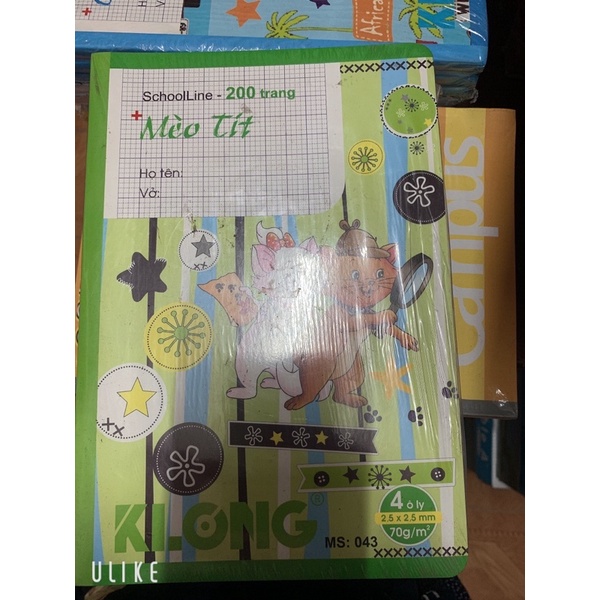 SchoolLine - 200 trang
Mèo Tít
Họ tên:
Vở:
Africa
Campus
KLONG®
MS: 043
4 ô ly
2.5 x 2.5 mm
70g/m²
ULIKE